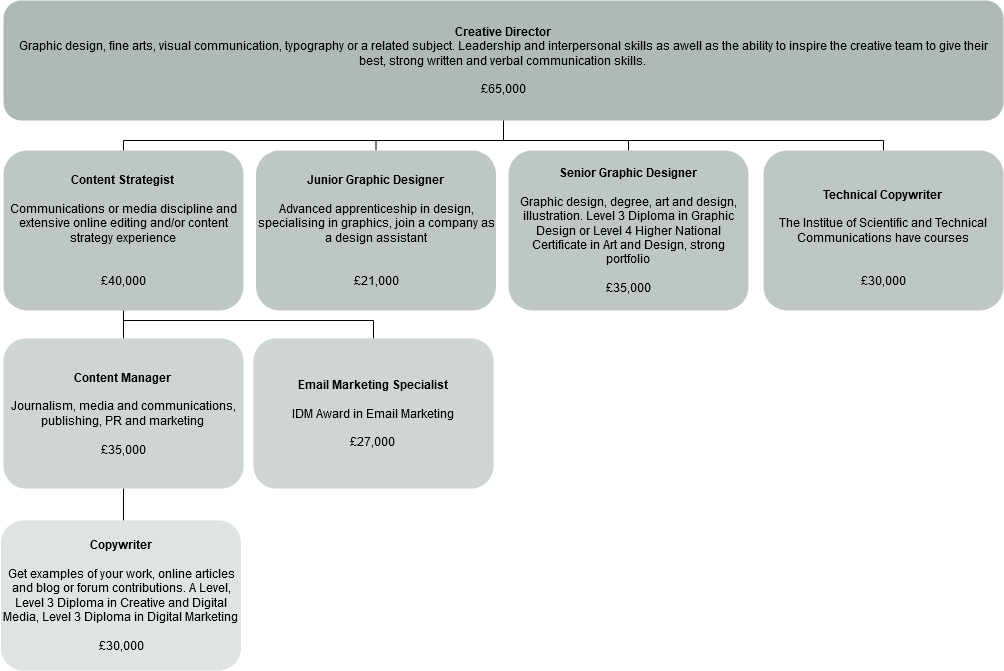 Creative Director
Graphic design, fine arts, visual communication, typography or a related subject. Leadership and interpersonal skills as awell as the ability to inspire the creative team to give their
best, strong written and verbal communication skills.
£65,000
Content Strategist
Communications or media discipline and
extensive online editing and/or content
strategy experience
£40,000
Junior Graphic Designer
Advanced apprenticeship in design,
specialising in graphics, join a company as
a design assistant
£21,000
Senior Graphic Designer
Graphic design, degree, art and design,
illustration. Level 3 Diploma in Graphic
Design or Level 4 Higher National
Certificate in Art and Design, strong
portfolio
£35,000
Technical Copywriter
The Institue of Scientific and Technical
Communications have courses
£30,000
Content Manager
Journalism, media and communications,
publishing, PR and marketing
£35,000
Email Marketing Specialist
IDM Award in Email Marketing
£27,000
Copywriter
Get examples of your work, online articles
and blog or forum contributions. A Level,
Level 3 Diploma in Creative and Digital
Media, Level 3 Diploma in Digital Marketing
£30,000